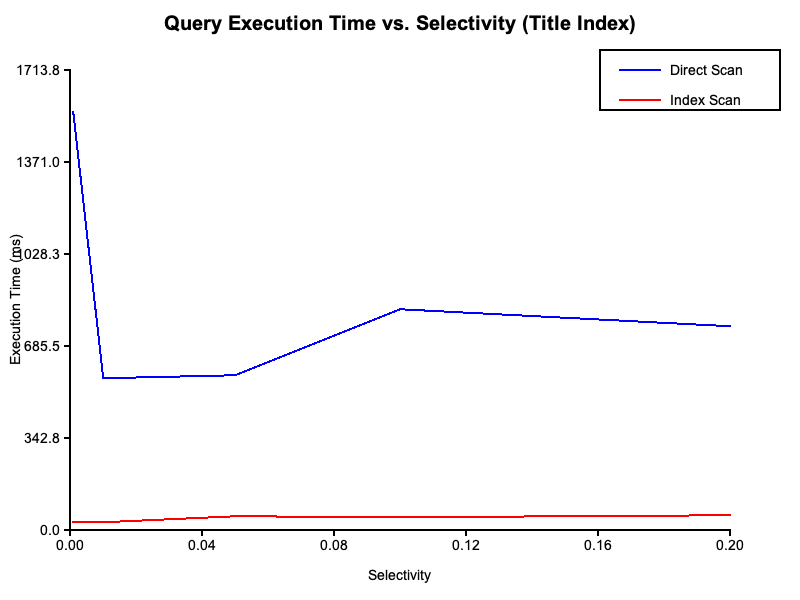 Query Execution Time vs. Selectivity (Title Index)
Direct Scan
Index Scan
1713.8
1371.0
1028.3
685.5
342.8
0.0
Execution Time (ms)
0.00
0.04
0.08
0.12
0.16
0.20
Selectivity